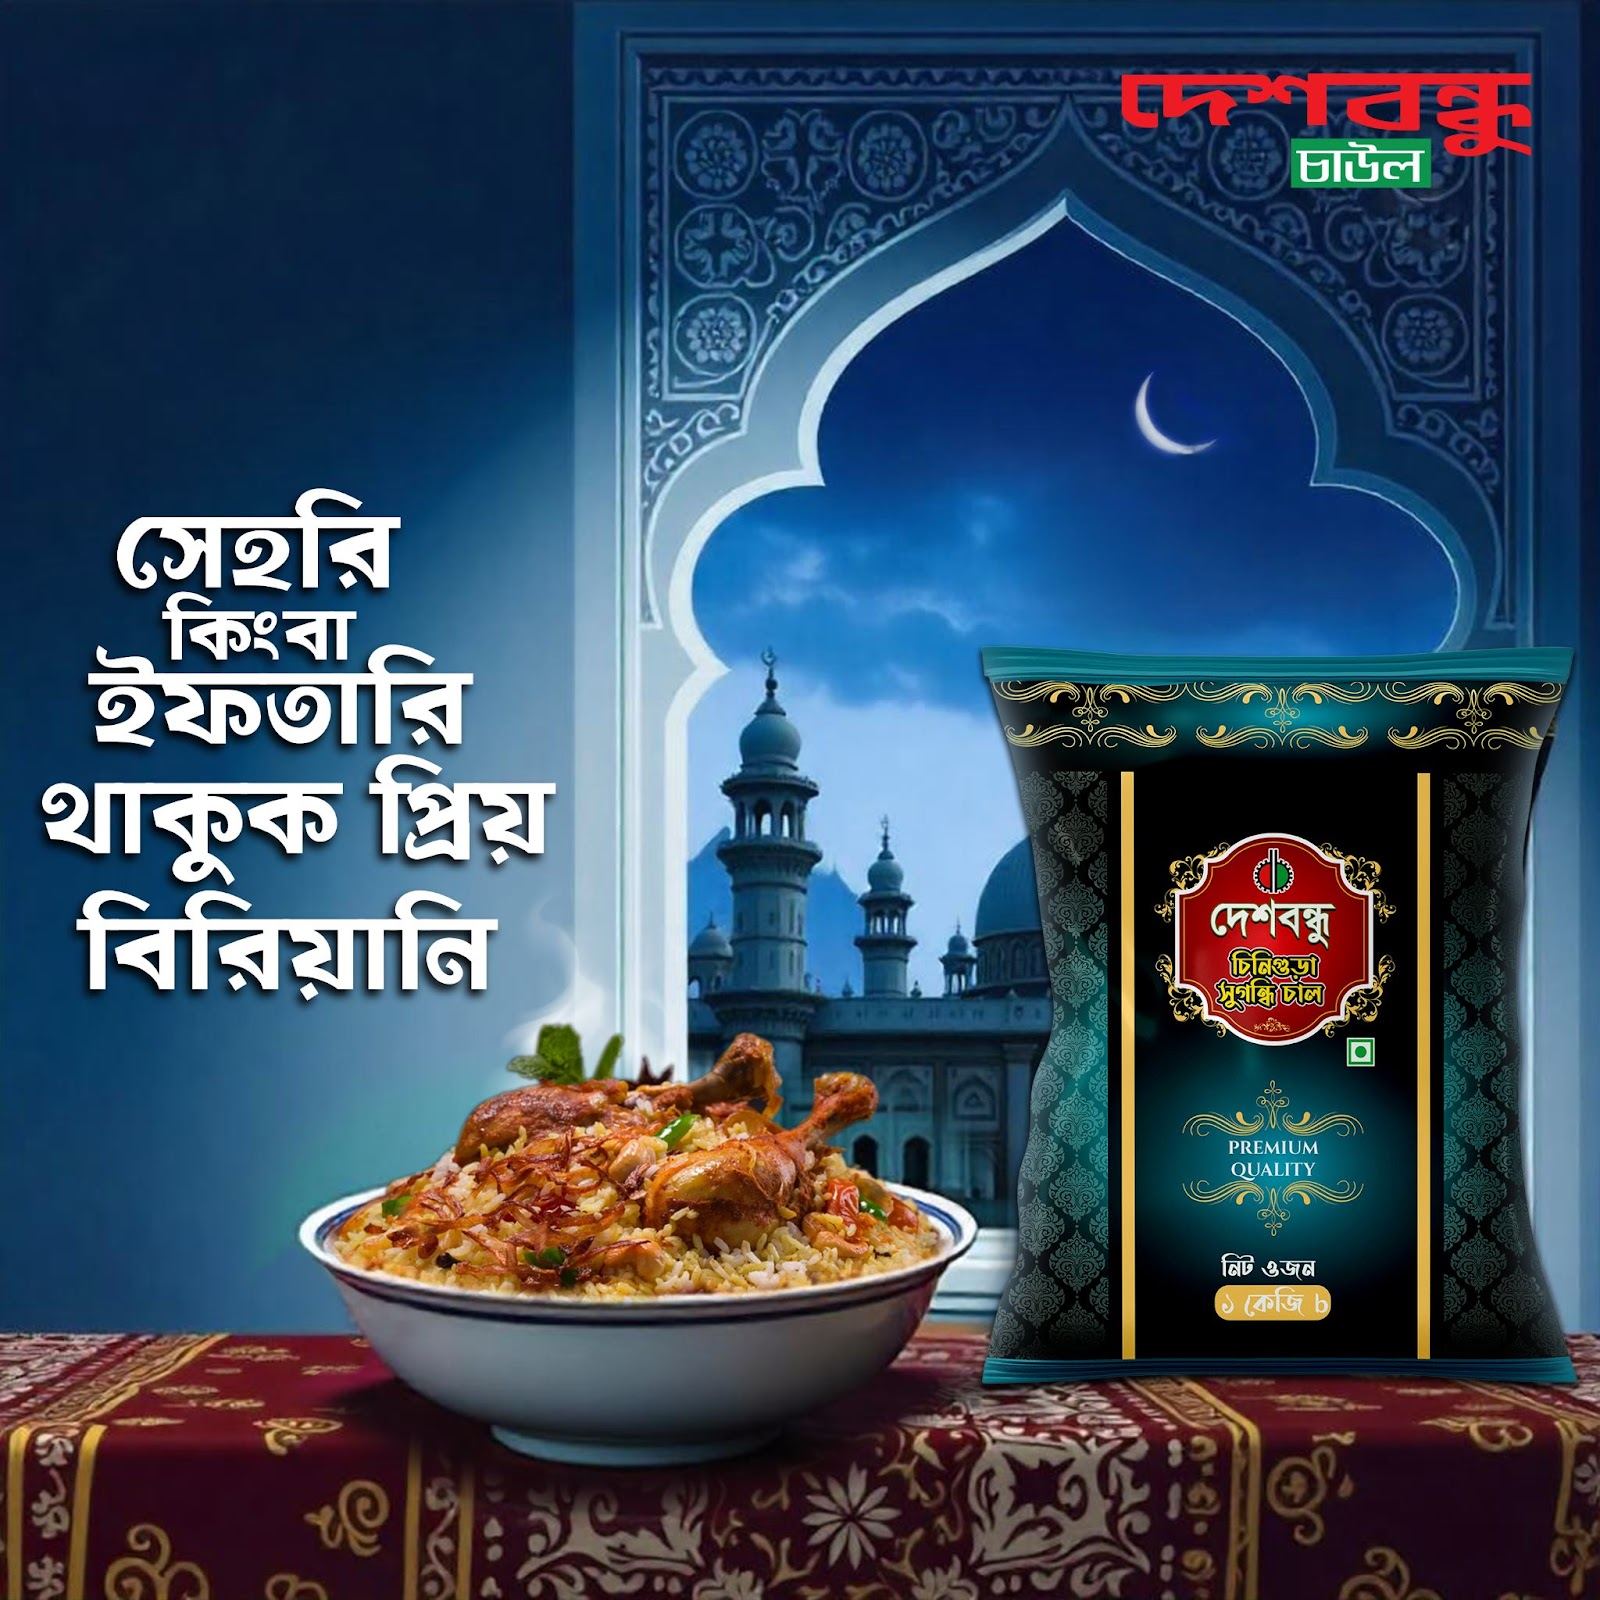 দেশবন্ধু
চাউল
সেহরি
কিংবা
ইফতারি
থাকুক প্রিয়
বিরিয়ানি
দেশবন্ধু
চিনিগুড়া
সুগন্ধি চাল
PREMIUM
QUALITY
নিট ওজন
১ কেজি b